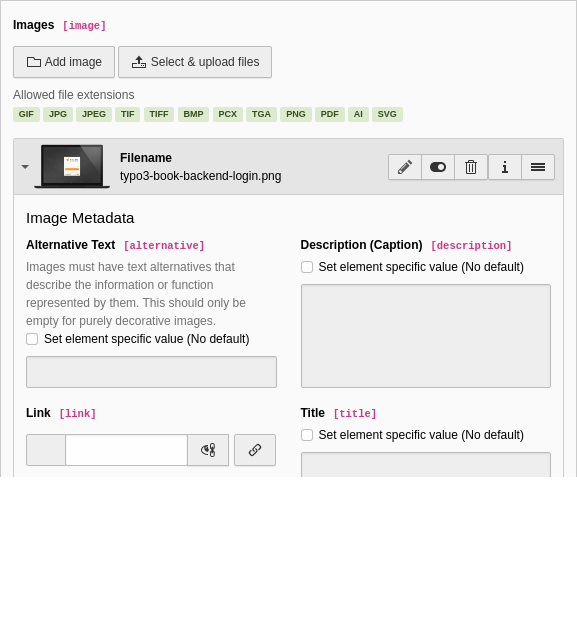 Images [image]
Add image Select & upload files
Allowed file extensions
GIF JPG JPEG TIF TIFF BMP PCX TGA PNG PDF AI SVG
Filename
typo3-book-backend-login.png
Image Metadata
Alternative Text [alternative]
Images must have text alternatives that
describe the information or function
represented by them. This should only be
empty for purely decorative images.
Set element specific value (No default)
Description (Caption) [description]
Set element specific value (No default)
Link [link]
Title [title]
Set element specific value (No default)